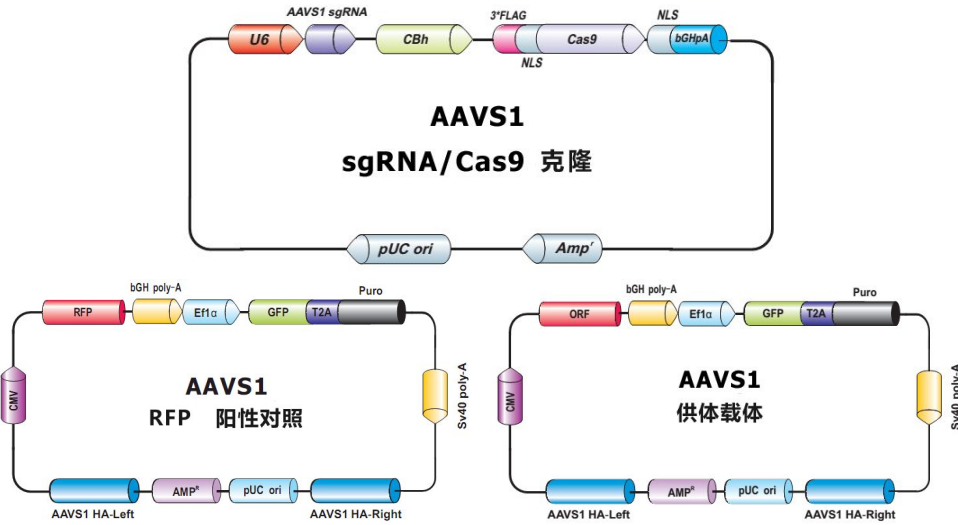 AAVS1 sgRNA
3*FLAG
NLS
U6
CBh
Cas9
bGHpA
NLS
AAVS1
sgRNA/Cas9 克隆
pUC ori
Ampʳ
bGH poly-A
Puro
RFP
Ef1α
GFP
T2A
CMV
AAVS1
RFP 阳性对照
Sv40 poly-A
AMPᴿ
pUC ori
AAVS1 HA-Left
AAVS1 HA-Right
bGH poly-A
Puro
ORF
Ef1α
GFP
T2A
CMV
AAVS1
供体载体
Sv40 poly-A
AMPᴿ
pUC ori
AAVS1 HA-Left
AAVS1 HA-Right